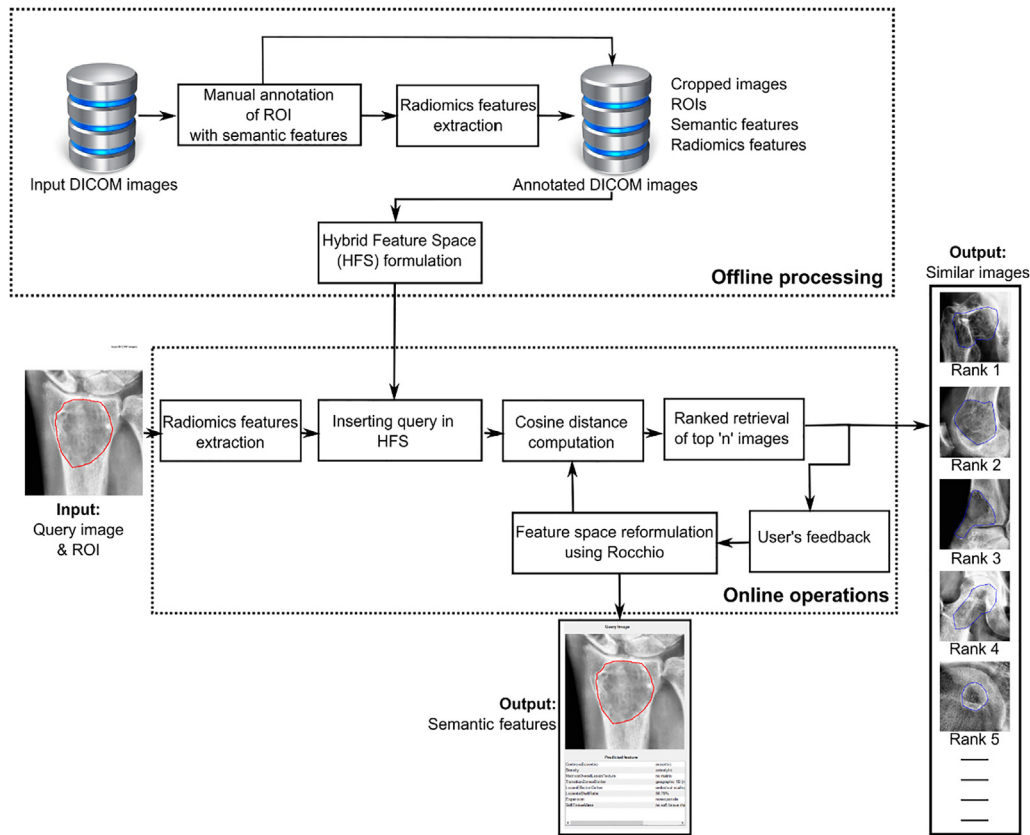 Manual annotation
of ROI
with semantic features
Radiomics features
extraction
Cropped images
ROIs
Semantic features
Radiomics features
Input DICOM images
Annotated DICOM images
Hybrid Feature Space
(HFS) formulation
Offline processing
Output:
Similar images
Rank 1
Rank 2
Rank 3
Rank 4
Rank 5
Radiomics features
extraction
Inserting query in
HFS
Cosine distance
computation
Ranked retrieval
of top 'n' images
Input:
Query image
& ROI
Feature space reformulation
using Rocchio
User's feedback
Online operations
Output:
Semantic features
Query Image
Predicted feature